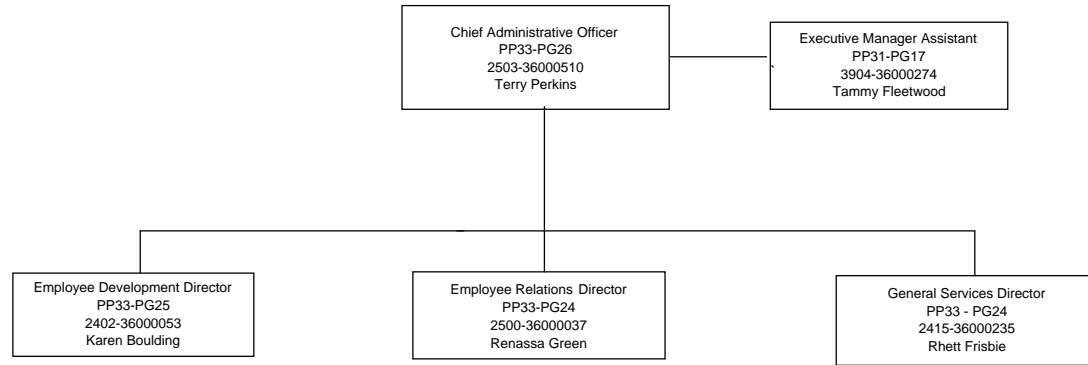 Chief Administrative Officer
PP33-PG26
2503-36000510
Terry Perkins
Executive Manager Assistant
PP31-PG17
3904-36000274
Tammy Fleetwood
Employee Development Director
PP33-PG25
2402-36000053
Karen Boulding
Employee Relations Director
PP33-PG24
2500-36000037
Renassa Green
General Services Director
PP33 - PG24
2415-36000235
Rhett Frisbie